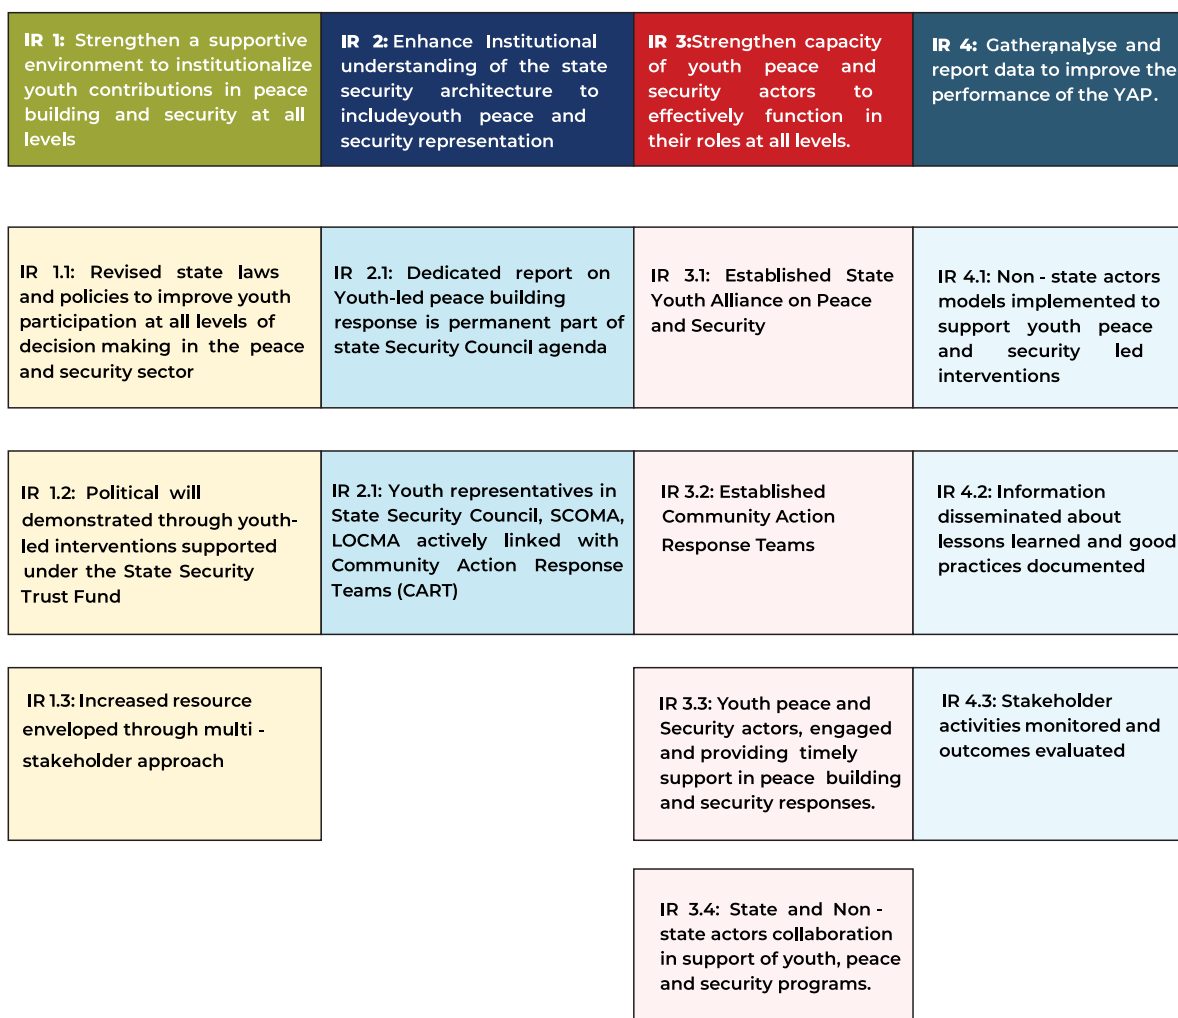 IR 1: Strengthen a supportive
environment to institutionalize
youth contributions in peace
building and security at all
levels
IR 2: Enhance Institutional
understanding of the state
security architecture to
includeyouth peace and
security representation
IR 3:Strengthen capacity
of youth peace and
security actors to
effectively function in
their roles at all levels.
IR 4: Gather,analyse and
report data to improve the
performance of the YAP.
IR 1.1: Revised state laws
and policies to improve youth
participation at all levels of
decision making in the peace
and security sector
IR 2.1: Dedicated report on
Youth-led peace building
response is permanent part of
state Security Council agenda
IR 3.1: Established State
Youth Alliance on Peace
and Security
IR 4.1: Non - state actors
models implemented to
support youth peace
and security led
interventions
IR 1.2: Political will
demonstrated through youth-
led interventions supported
under the State Security
Trust Fund
IR 2.1: Youth representatives in
State Security Council, SCOMA,
LOCMA actively linked with
Community Action Response
Teams (CART)
IR 3.2: Established
Community Action
Response Teams
IR 4.2: Information
disseminated about
lessons learned and good
practices documented
IR 1.3: Increased resource
enveloped through multi -
stakeholder approach
IR 3.3: Youth peace and
Security actors, engaged
and providing timely
support in peace building
and security responses.
IR 4.3: Stakeholder
activities monitored and
outcomes evaluated
IR 3.4: State and Non -
state actors collaboration
in support of youth, peace
and security programs.